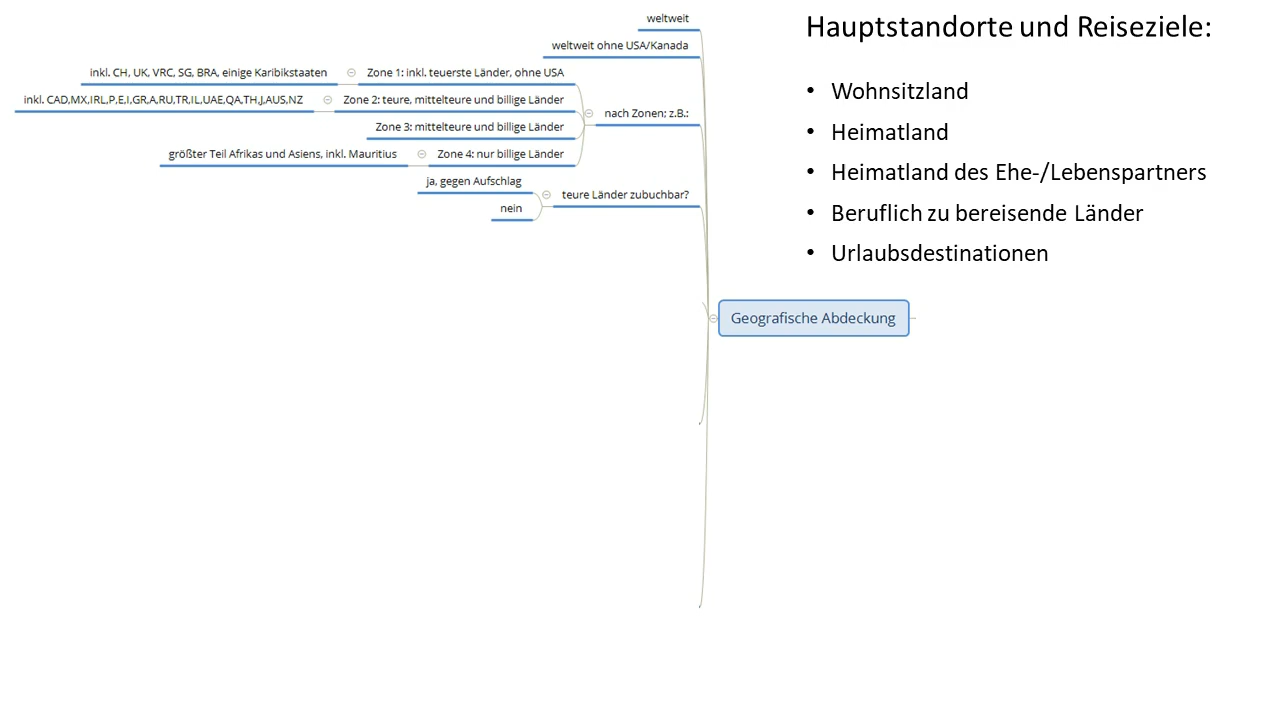 weltweit
weltweit ohne USA/Kanada
inkl. CH, UK, VRC, SG, BRA, einige Karibikstaaten
Zone 1: inkl. teuerste Länder, ohne USA
inkl. CAD,MX,IRL,P,E,I,GR,A,RU,TR,IL,UAE,QA,TH,J,AUS,NZ
Zone 2: teure, mittelteure und billige Länder
nach Zonen; z.B.:
Zone 3: mittelteure und billige Länder
größter Teil Afrikas und Asiens, inkl. Mauritius
Zone 4: nur billige Länder
ja, gegen Aufschlag
teure Länder zubuchbar?
nein
Geografische Abdeckung
Hauptstandorte und Reiseziele:
• Wohnsitzland
• Heimatland
• Heimatland des Ehe-/Lebenspartners
• Beruflich zu bereisende Länder
• Urlaubsdestinationen